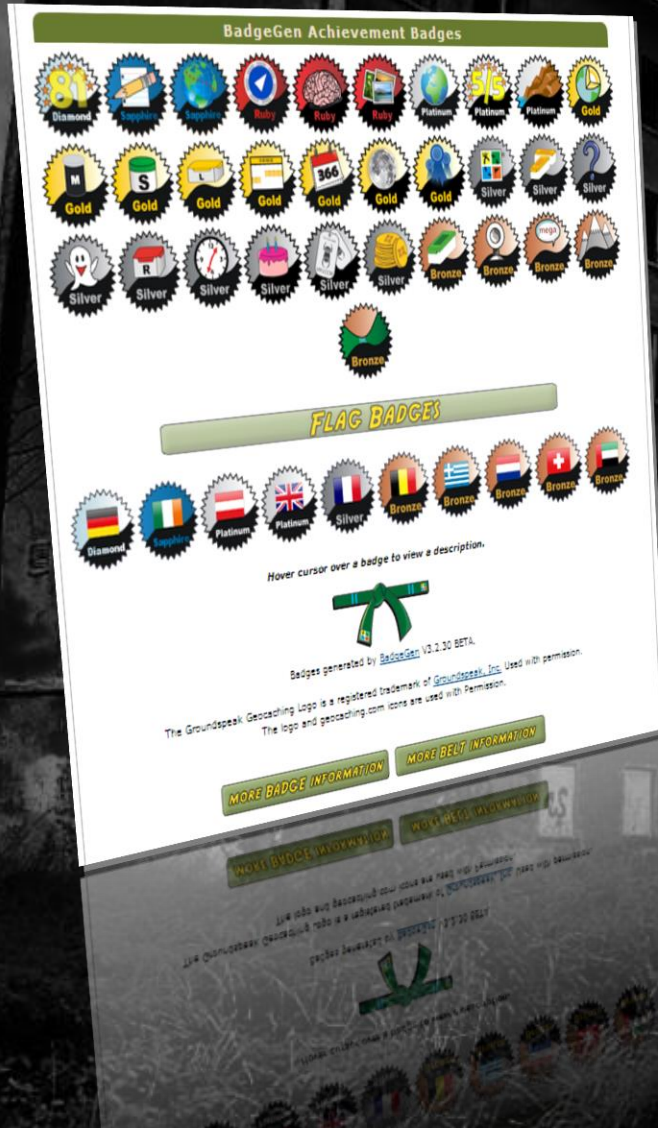 BadgeGen Achievement Badges
81 5/5
Diamond Sapphire Sapphire Ruby Ruby Ruby Platinum Platinum Platinum Gold
M S L 366 ?
Gold Gold Gold Gold Gold Gold Gold Silver Silver Silver
R mega
Silver Silver Silver Silver Silver Silver Bronze Bronze Bronze Bronze
Bronze
FLAG BADGES
Diamond Sapphire Platinum Platinum Silver Bronze Bronze Bronze Bronze Bronze
Hover cursor over a badge to view a description.
Badges generated by BadgeGen V3.2.30 BETA.
The Groundspeak Geocaching Logo is a registered trademark of Groundspeak, Inc. Used with permission.
The logo and geocaching.com icons are used with Permission.
MORE BADGE INFORMATION MORE BELT INFORMATION